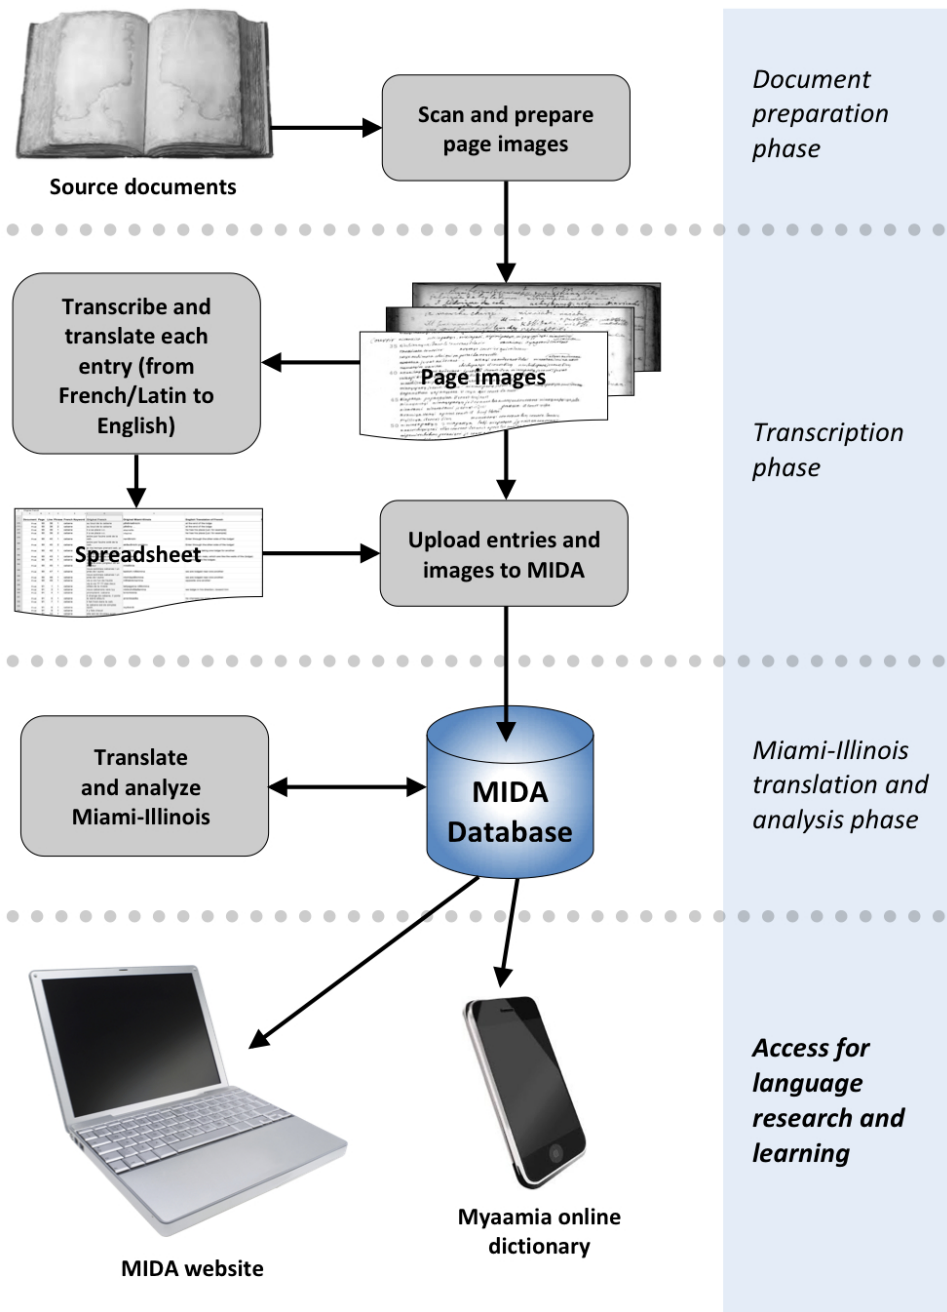 Source documents
Scan and prepare
page images
Document
preparation
phase
Transcribe and
translate each
entry (from
French/Latin to
English)
Page images
Spreadsheet
Upload entries and
images to MIDA
Transcription
phase
Translate
and analyze
Miami-Illinois
MIDA
Database
Miami-Illinois
translation and
analysis phase
MIDA website
Myaamia online
dictionary
Access for
language
research and
learning